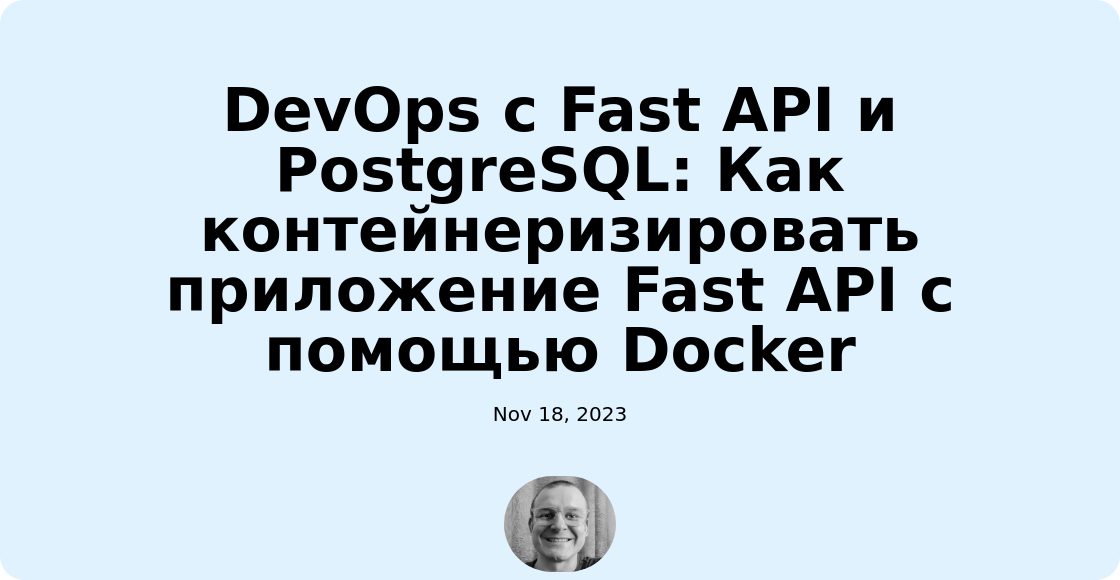 DevOps с Fast API и
PostgreSQL: Как
контейнеризировать
приложение Fast API с
помощью Docker
Nov 18, 2023